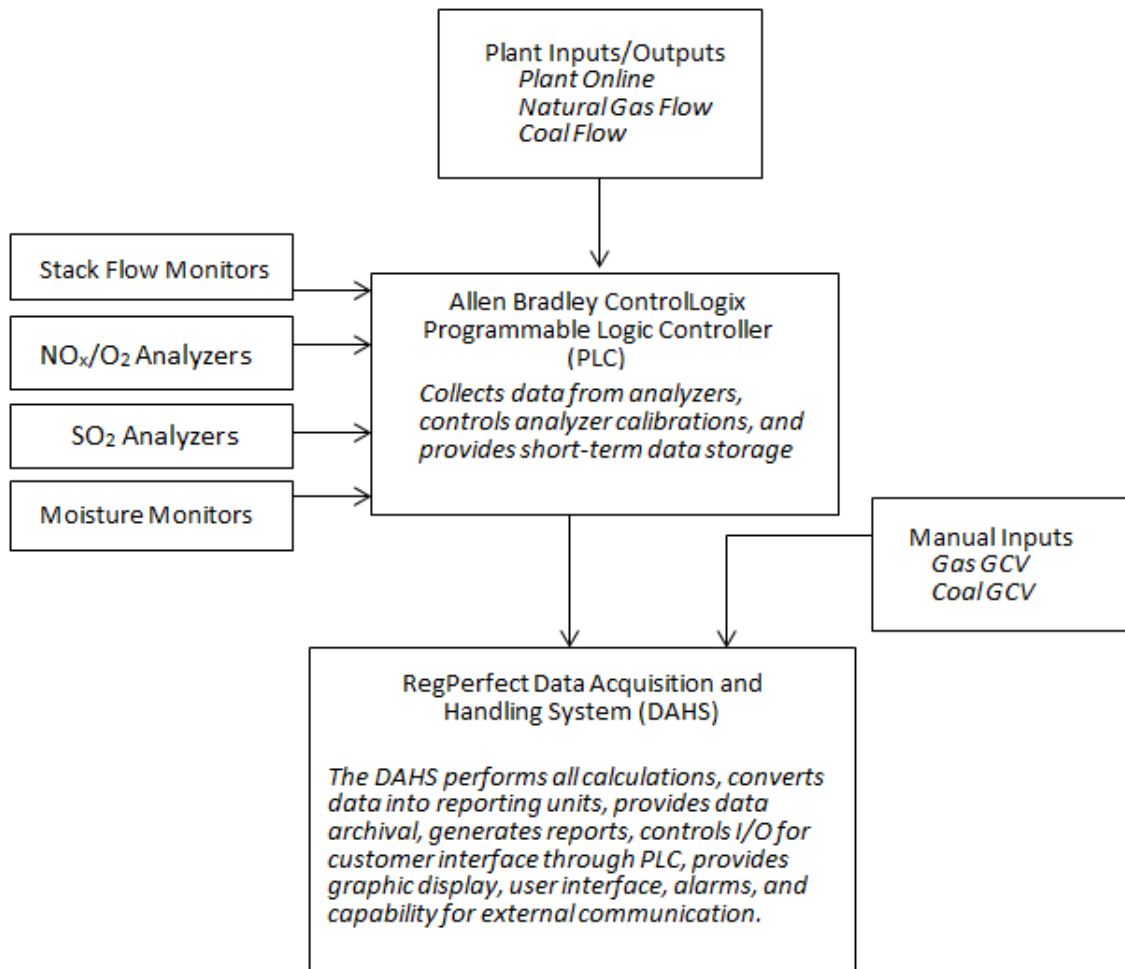 Plant Inputs/Outputs
Plant Online
Natural Gas Flow
Coal Flow
Stack Flow Monitors
NOₓ/O₂ Analyzers
SO₂ Analyzers
Moisture Monitors
Allen Bradley ControlLogix
Programmable Logic Controller
(PLC)
Collects data from analyzers,
controls analyzer calibrations, and
provides short-term data storage
Manual Inputs
Gas GCV
Coal GCV
RegPerfect Data Acquisition and
Handling System (DAHS)
The DAHS performs all calculations, converts
data into reporting units, provides data
archival, generates reports, controls I/O for
customer interface through PLC, provides
graphic display, user interface, alarms, and
capability for external communication.